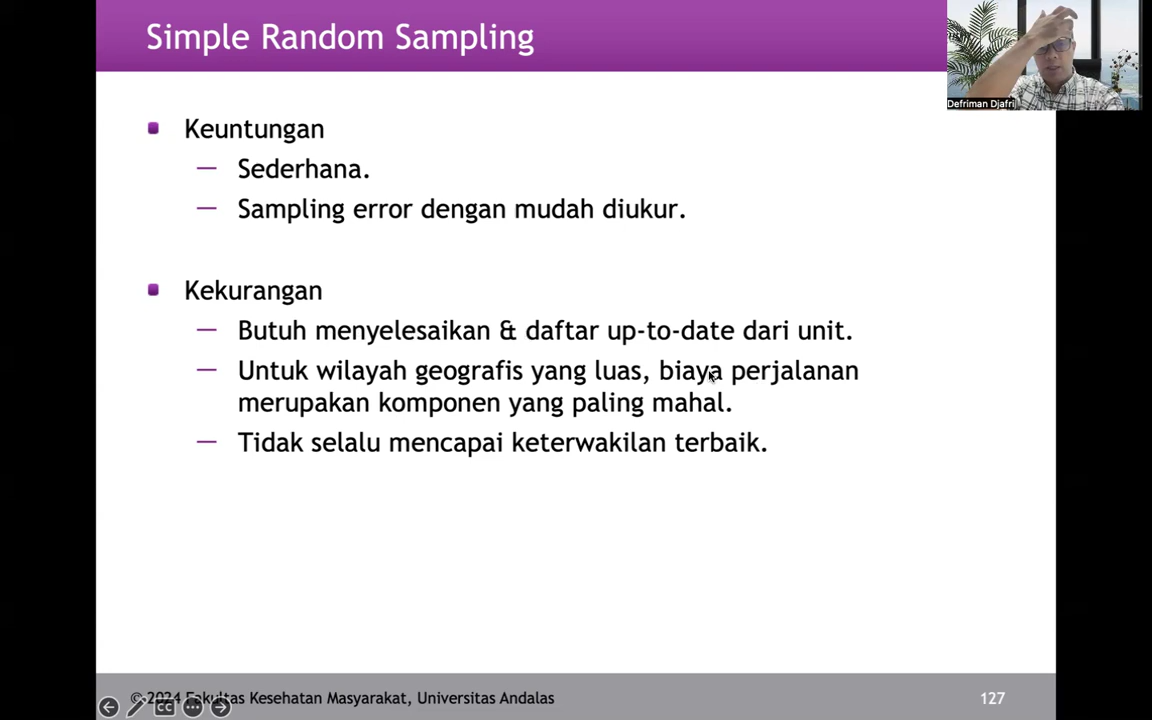 Simple Random Sampling
Defriman Djafri
Keuntungan
— Sederhana.
— Sampling error dengan mudah diukur.
Kekurangan
— Butuh menyelesaikan & daftar up-to-date dari unit.
— Untuk wilayah geografis yang luas, biaya perjalanan
merupakan komponen yang paling mahal.
— Tidak selalu mencapai keterwakilan terbaik.
© 2024 Fakultas Kesehatan Masyarakat, Universitas Andalas
127
CC